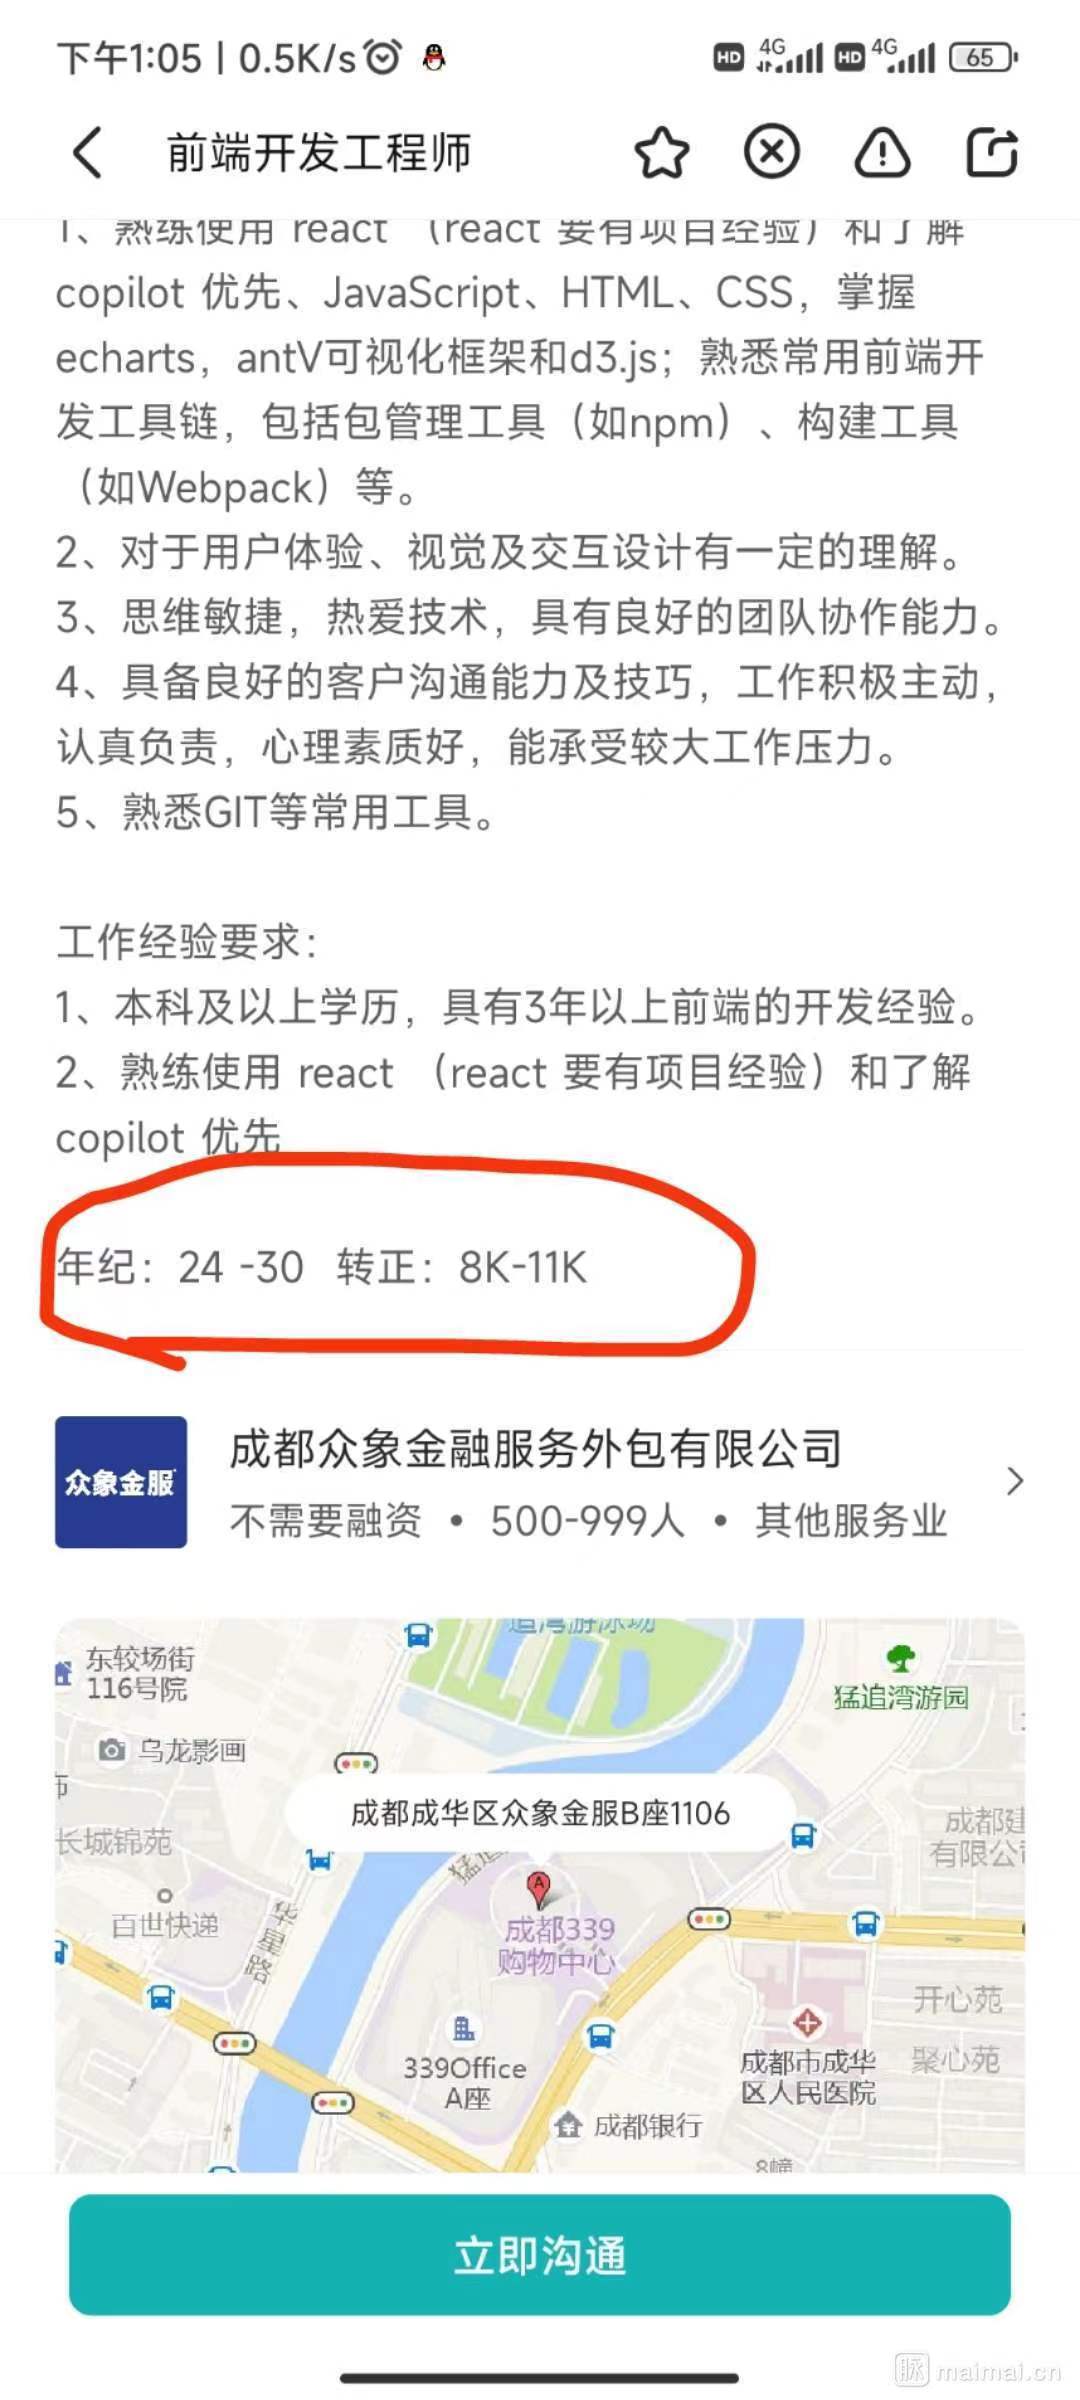 下午1:05 | 0.5K/s
HD 4G HD 4G 65
前端开发工程师
1、熟练使用 react （react 要有项目经验）和了解
copilot 优先、JavaScript、HTML、CSS，掌握
echarts，antV可视化框架和d3.js；熟悉常用前端开
发工具链，包括包管理工具（如npm）、构建工具
（如Webpack）等。
2、对于用户体验、视觉及交互设计有一定的理解。
3、思维敏捷，热爱技术，具有良好的团队协作能力。
4、具备良好的客户沟通能力及技巧，工作积极主动，
认真负责，心理素质好，能承受较大工作压力。
5、熟悉GIT等常用工具。
工作经验要求：
1、本科及以上学历，具有3年以上前端的开发经验。
2、熟练使用 react （react 要有项目经验）和了解
copilot 优先
年纪：24 -30 转正：8K-11K
众象金服
成都众象金融服务外包有限公司
不需要融资 • 500-999人 • 其他服务业
追湾游泳场
东较场街
116号院
猛追湾游园
乌龙影画
成都成华区众象金服B座1106
长城锦苑
成都建
有限公
猛追
A
百世快递
华星路
成都339
购物中心
开心苑
339Office
A座
成都市成华
区人民医院
聚心苑
成都银行
8幢
立即沟通
脉 maimai.cn